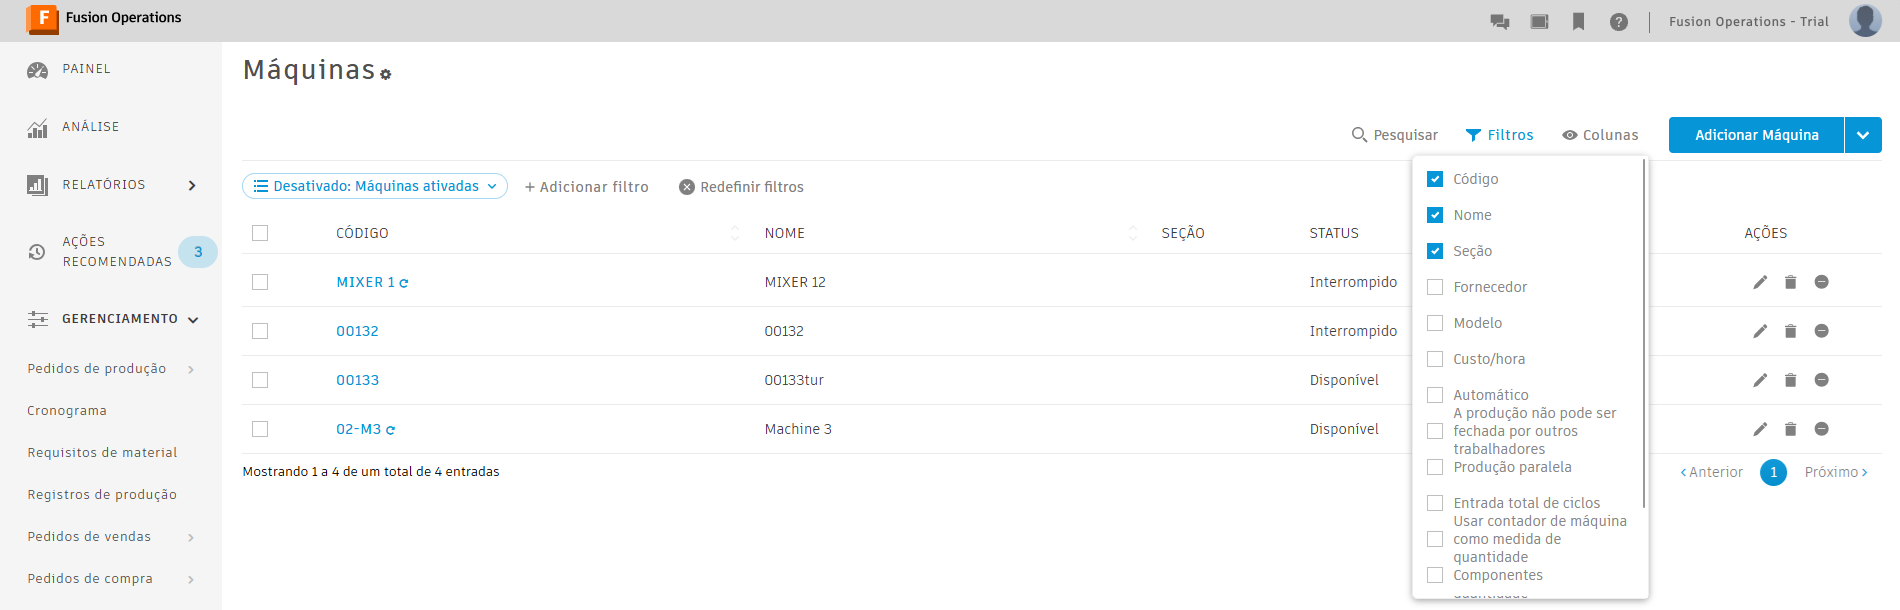 F Fusion Operations
Fusion Operations - Trial
PAINEL
ANÁLISE
RELATÓRIOS
AÇÕES
RECOMENDADAS
3
GERENCIAMENTO
Pedidos de produção
Cronograma
Requisitos de material
Registros de produção
Pedidos de vendas
Pedidos de compra
Máquinas
Pesquisar
Filtros
Colunas
Adicionar Máquina
Desativado: Máquinas ativadas
+ Adicionar filtro
Redefinir filtros
CÓDIGO NOME SEÇÃO STATUS AÇÕES
MIXER 1 MIXER 12 Interrompido
00132 00132 Interrompido
00133 00133tur Disponível
02-M3 Machine 3 Disponível
Mostrando 1 a 4 de um total de 4 entradas
Anterior 1 Próximo
Código
Nome
Seção
Fornecedor
Modelo
Custo/hora
Automático
A produção não pode ser
fechada por outros
trabalhadores
Produção paralela
Entrada total de ciclos
Usar contador de máquina
como medida de
quantidade
Componentes
quantidade